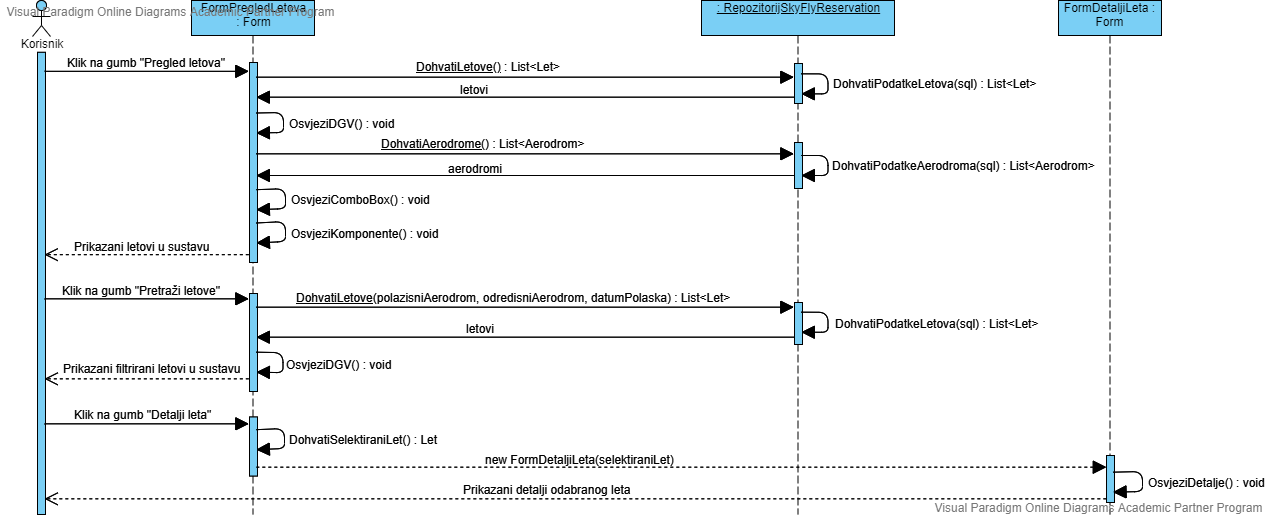 Visual Paradigm Online Diagrams Academic Partner Program
FormPregledLetova
: Form
: RepozitorijSkyFlyReservation
FormDetaljiLeta :
Form
Korisnik
Klik na gumb "Pregled letova"
DohvatiLetove() : List<Let>
DohvatiPodatkeLetova(sql) : List<Let>
letovi
OsvjeziDGV() : void
DohvatiAerodrome() : List<Aerodrom>
DohvatiPodatkeAerodroma(sql) : List<Aerodrom>
aerodromi
OsvjeziComboBox() : void
OsvjeziKomponente() : void
Prikazani letovi u sustavu
Klik na gumb "Pretraži letove"
DohvatiLetove(polazisniAerodrom, odredisniAerodrom, datumPolaska) : List<Let>
DohvatiPodatkeLetova(sql) : List<Let>
letovi
OsvjeziDGV() : void
Prikazani filtrirani letovi u sustavu
Klik na gumb "Detalji leta"
DohvatiSelektiraniLet() : Let
new FormDetaljiLeta(selektiraniLet)
OsvjeziDetalje() : void
Prikazani detalji odabranog leta
Visual Paradigm Online Diagrams Academic Partner Program